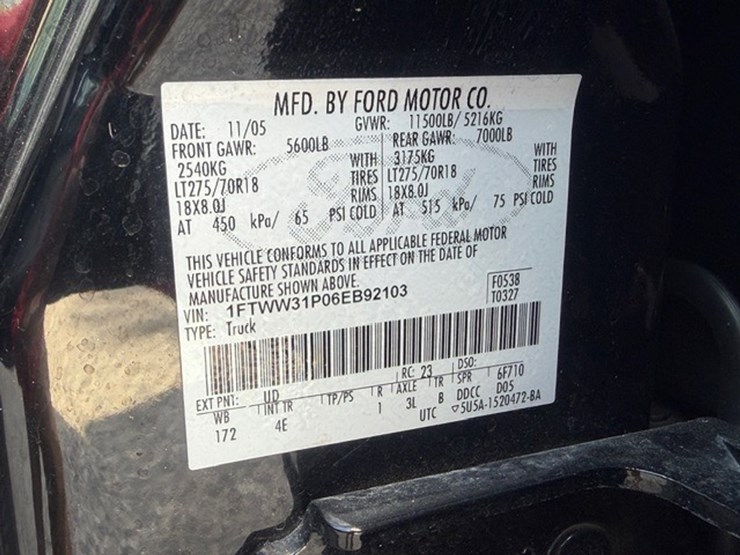 MFD. BY FORD MOTOR CO.
DATE: 11/05 GVWR: 11500LB/ 5216KG
FRONT GAWR: 5600LB REAR GAWR: 7000LB
2540KG WITH 3175KG WITH
LT275/70R18 TIRES LT275/70R18 TIRES
18X8.0J RIMS 18X8.0J RIMS
AT 450 kPa/ 65 PSI COLD AT 515 kPa/ 75 PSI COLD
Ford
THIS VEHICLE CONFORMS TO ALL APPLICABLE FEDERAL MOTOR
VEHICLE SAFETY STANDARDS IN EFFECT ON THE DATE OF
MANUFACTURE SHOWN ABOVE.
VIN: 1FTWW31P06EB92103
F0538
T0327
TYPE: Truck
EXT PNT: UD RC: 23 DSO:
WB INT TR TP/PS R AXLE TR SPR 6F710
172 4E 1 3L B DDCC D05
UTC ▽5U5A-1520472-BA